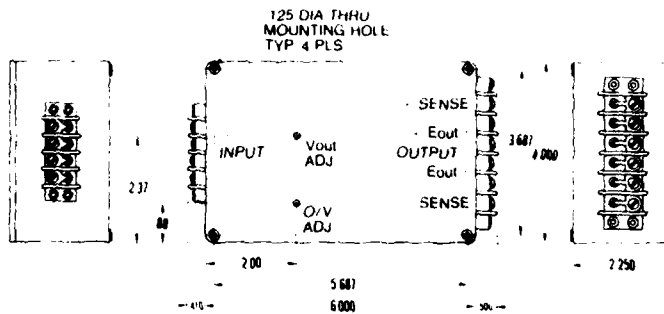 125 DIA THRU
MOUNTING HOLE
TYP 4 PLS
SENSE
Eout
INPUT
Vout
ADJ
OUTPUT
Eout
SENSE
O/V
ADJ
2.37
.80
3.687
4.000
2.00
2.250
5.687
.410
6.000
.500